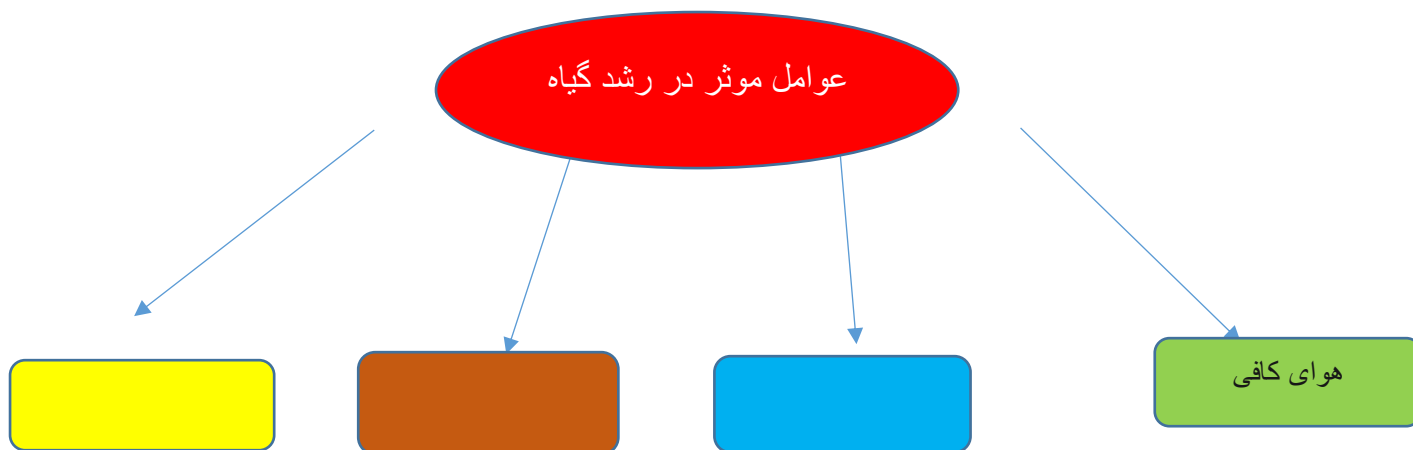 عوامل موثر در رشد گیاه
هوای کافی